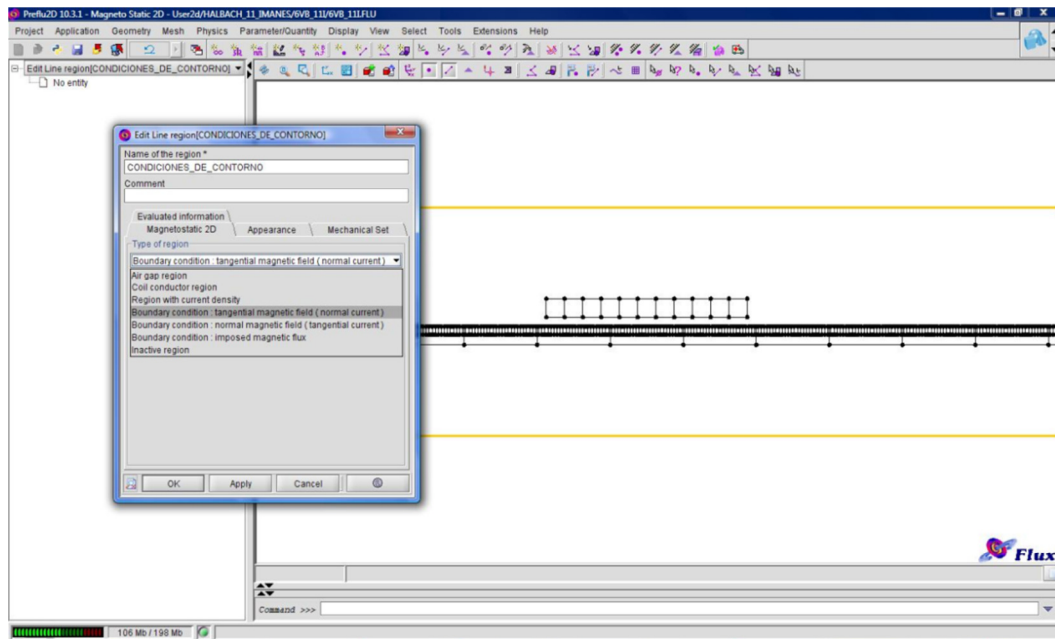 Preflu2D 10.3.1 - Magneto Static 2D - User2d/HALBACH_11_IMANES/6VB_11I/6VB_11I.FLU
Project Application Geometry Mesh Physics Parameter/Quantity Display View Select Tools Extensions Help
Edit Line region[CONDICIONES_DE_CONTORNO]
No entity
Edit Line region[CONDICIONES_DE_CONTORNO]
Name of the region *
CONDICIONES_DE_CONTORNO
Comment
Evaluated information
Magnetostatic 2D Appearance Mechanical Set
Type of region
Boundary condition : tangential magnetic field ( normal current )
Air gap region
Coil conductor region
Region with current density
Boundary condition : tangential magnetic field ( normal current )
Boundary condition : normal magnetic field ( tangential current )
Boundary condition : imposed magnetic flux
Inactive region
OK Apply Cancel
Flux
Command >>>
106 Mb / 198 Mb